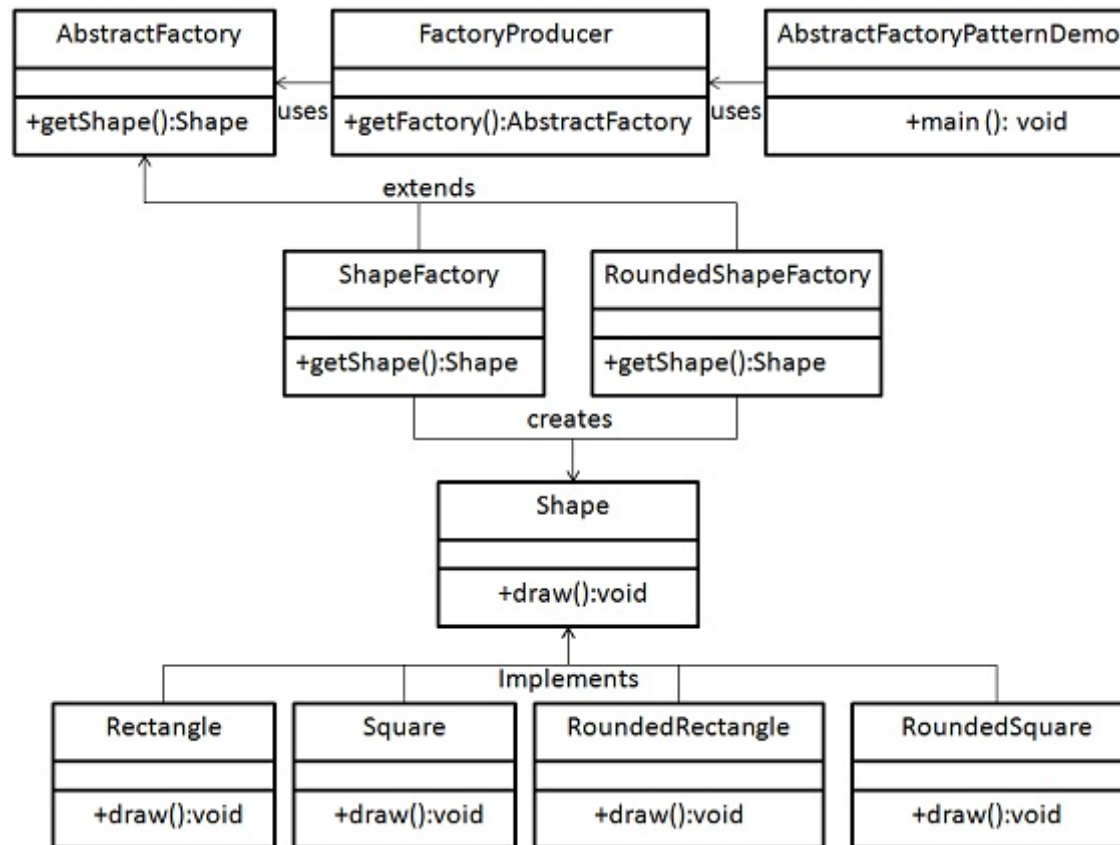 AbstractFactory
+getShape():Shape
uses
FactoryProducer
+getFactory():AbstractFactory
uses
AbstractFactoryPatternDemo
+main (): void
extends
ShapeFactory
+getShape():Shape
RoundedShapeFactory
+getShape():Shape
creates
Shape
+draw():void
Implements
Rectangle
+draw():void
Square
+draw():void
RoundedRectangle
+draw():void
RoundedSquare
+draw():void